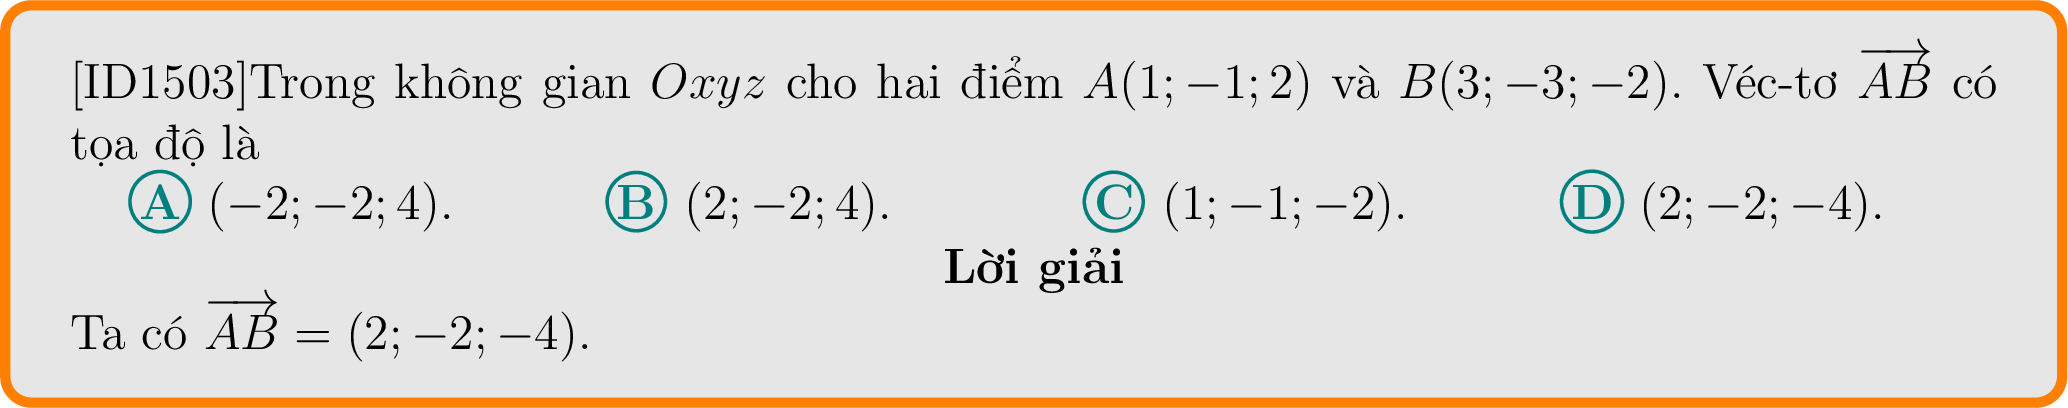 [ID1503]Trong không gian Oxyz cho hai điểm A(1; −1; 2) và B(3; −3; −2). Véc-tơ $\overrightarrow{AB}$ có
tọa độ là
Ⓐ (−2; −2; 4). Ⓑ (2; −2; 4). Ⓒ (1; −1; −2). Ⓓ (2; −2; −4).
Lời giải
Ta có $\overrightarrow{AB}$ = (2; −2; −4).